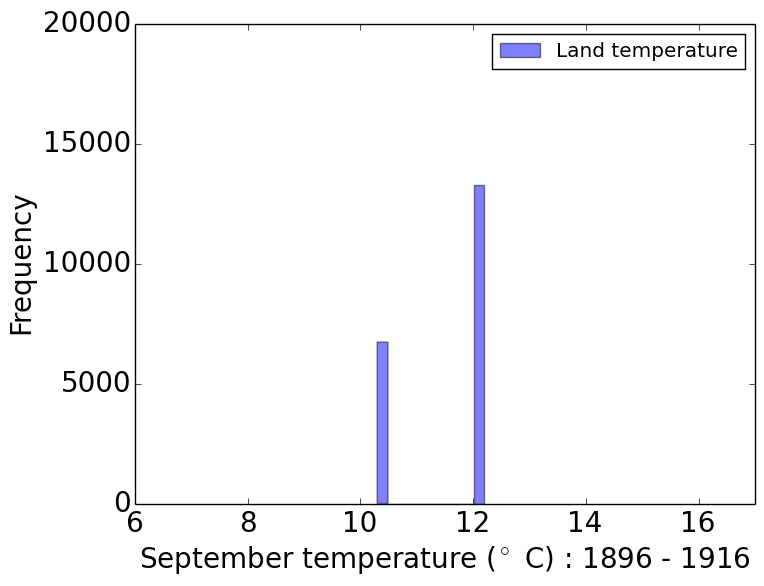 20000
15000
10000
5000
0
Frequency
Land temperature
6 8 10 12 14 16
September temperature (° C) : 1896 - 1916